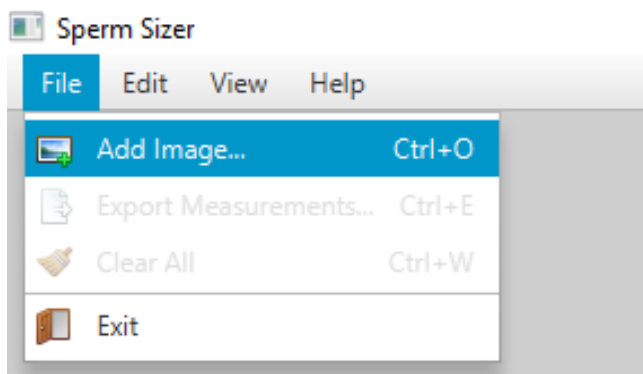 Sperm Sizer
File Edit View Help
Add Image... Ctrl+O
Export Measurements... Ctrl+E
Clear All Ctrl+W
Exit